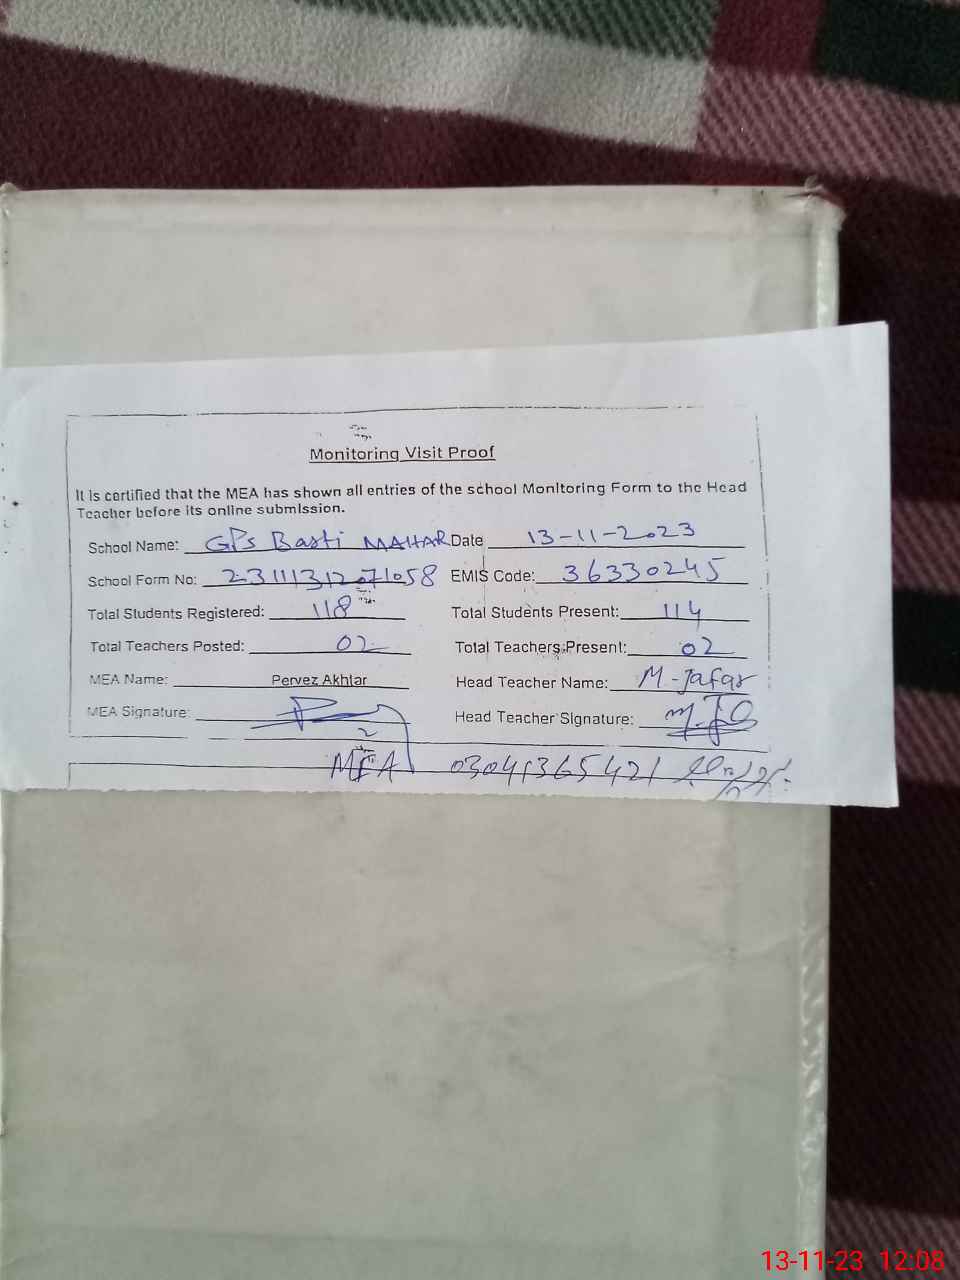 Monitoring Visit Proof
It is certified that the MEA has shown all entries of the school Monitoring Form to the Head
Teacher before its online submission.
School Name: GPS Basti MAHAR Date 13-11-2023
School Form No: 23111312071058 EMIS Code: 36330245
Total Students Registered: 118 Total Students Present: 114
Total Teachers Posted: 02 Total Teachers Present: 02
MEA Name: Pervez Akhtar Head Teacher Name: M-Jafar
MEA Signature: Head Teacher Signature:
MEA 03041365421
13-11-23 12:08